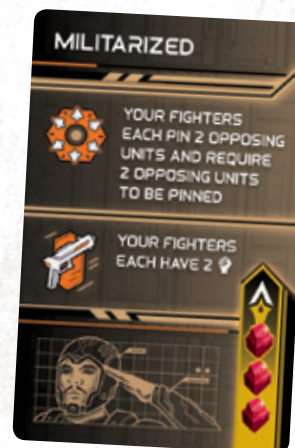 MILITARIZED
YOUR FIGHTERS
EACH PIN 2 OPPOSING
UNITS AND REQUIRE
2 OPPOSING UNITS
TO BE PINNED
YOUR FIGHTERS
EACH HAVE 2